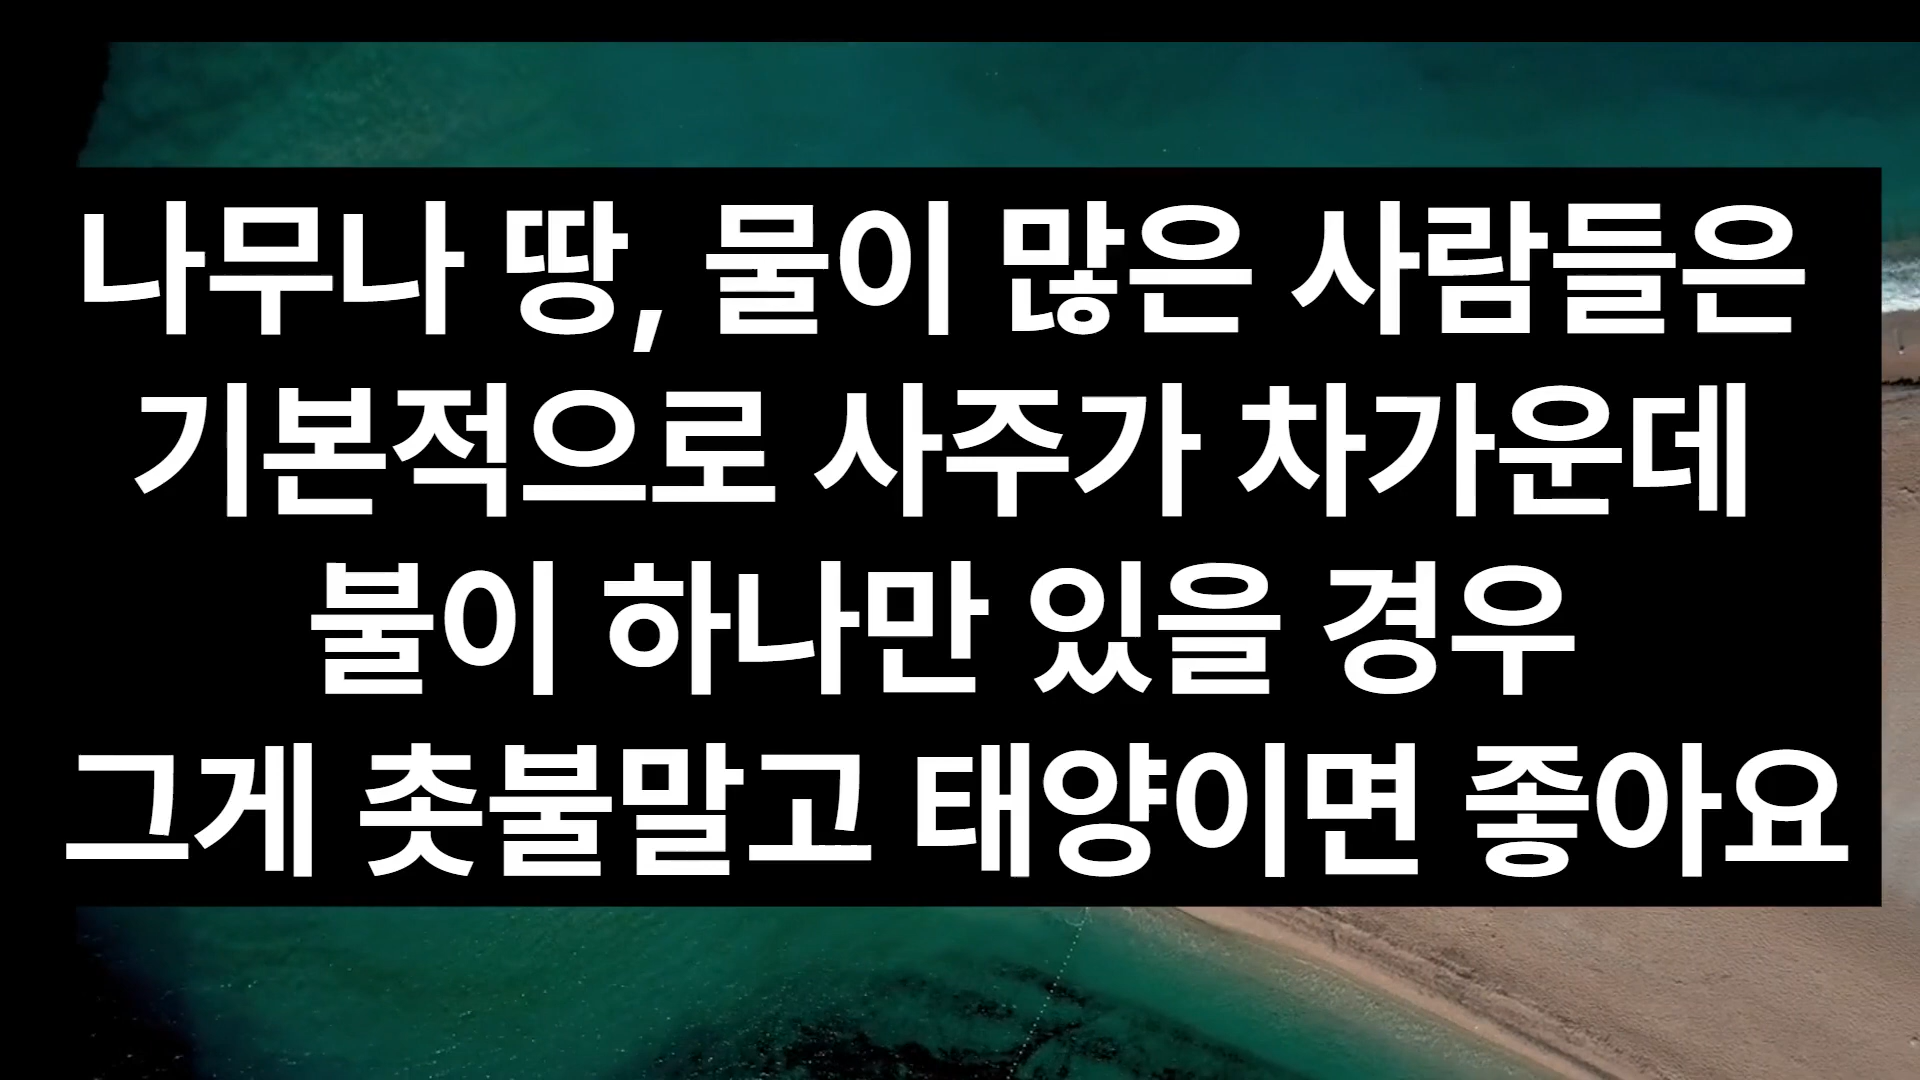 나무나 땅, 물이 많은 사람들은
기본적으로 사주가 차가운데
불이 하나만 있을 경우
그게 촛불말고 태양이면 좋아요